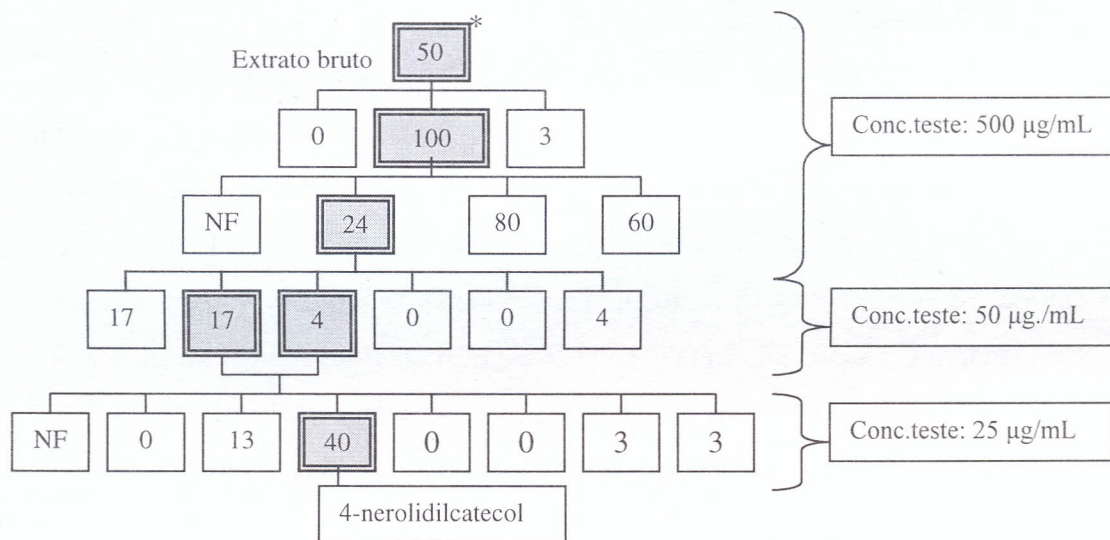 50*
Extrato bruto
0 100 3
Conc.teste: 500 µg/mL
NF 24 80 60
17 17 4 0 0 4
Conc.teste: 50 µg./mL
NF 0 13 40 0 0 3 3
Conc.teste: 25 µg/mL
4-nerolidilcatecol